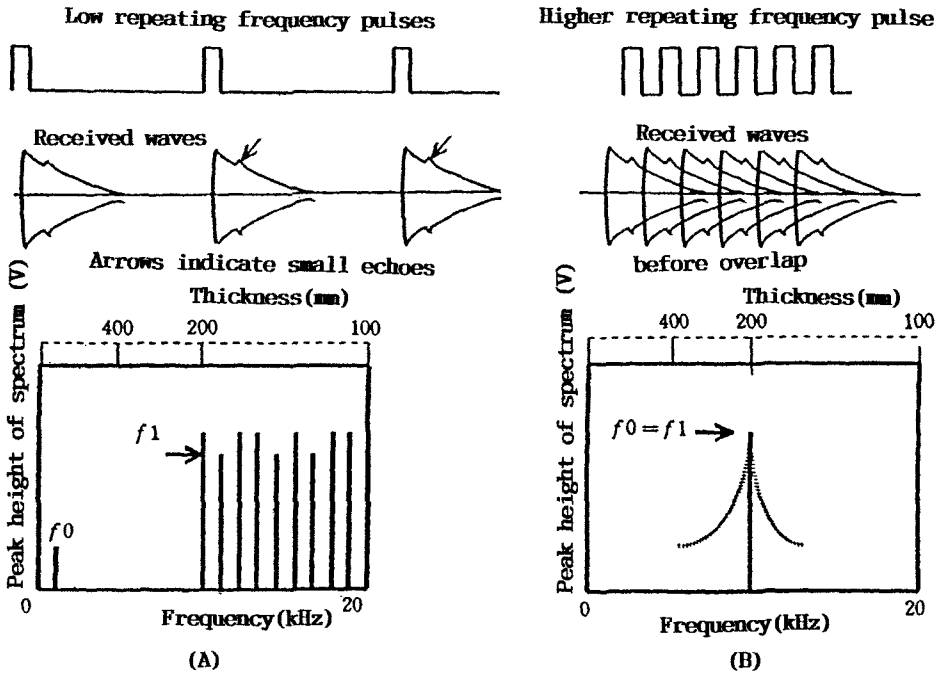 Low repeating frequency pulses
Received waves
Arrows indicate small echoes
Thickness(mm)
400 200 100
Peak height of spectrum (V)
f1
f0
0 20
Frequency(kHz)
(A)
Higher repeating frequency pulse
Received waves
before overlap
Thickness(mm)
400 200 100
Peak height of spectrum (V)
f0=f1
0 20
Frequency(kHz)
(B)